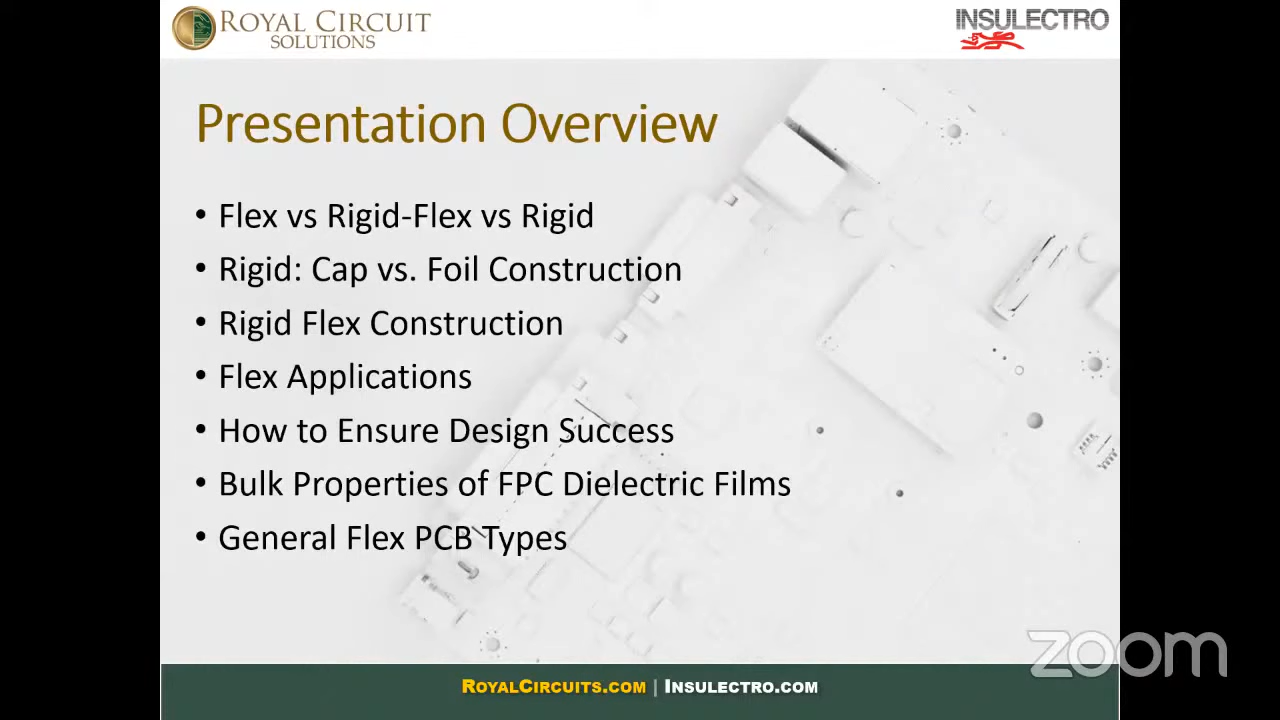 ROYAL CIRCUIT
SOLUTIONS
INSULECTRO
Presentation Overview
• Flex vs Rigid-Flex vs Rigid
• Rigid: Cap vs. Foil Construction
• Rigid Flex Construction
• Flex Applications
• How to Ensure Design Success
• Bulk Properties of FPC Dielectric Films
• General Flex PCB Types
zoom
ROYALCIRCUITS.COM | INSULECTRO.COM